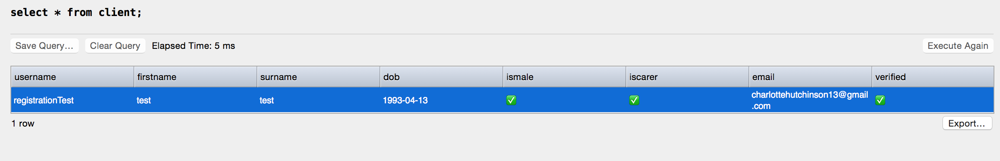 select * from client;
Save Query... Clear Query Elapsed Time: 5 ms Execute Again
username firstname surname dob ismale iscarer email verified
registrationTest test test 1993-04-13 ✅ ✅ charlottehutchinson13@gmail ✅
.com
1 row Export...